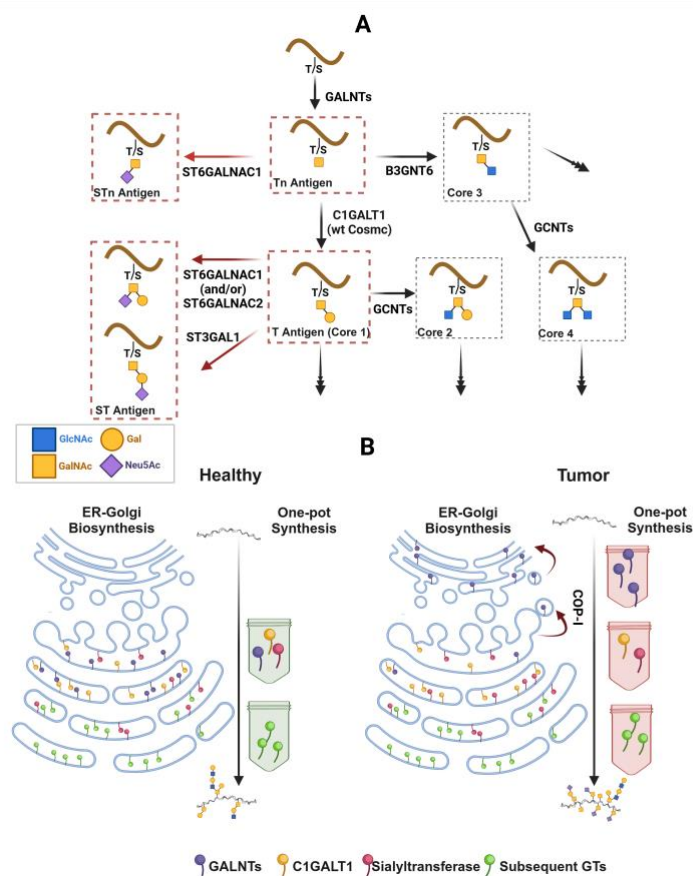 A
T/S
GALNTs
T/S
STn Antigen
ST6GALNAC1
T/S
Tn Antigen
B3GNT6
T/S
Core 3
C1GALT1
(wt Cosmc)
GCNTs
T/S
ST6GALNAC1
(and/or)
ST6GALNAC2
T/S
T Antigen (Core 1)
GCNTs
T/S
Core 2
T/S
Core 4
ST3GAL1
T/S
ST Antigen
GlcNAc
Gal
GalNAc
Neu5Ac
B
Healthy
Tumor
ER-Golgi
Biosynthesis
One-pot
Synthesis
ER-Golgi
Biosynthesis
One-pot
Synthesis
COP-I
GALNTs
C1GALT1
Sialyltransferase
Subsequent GTs